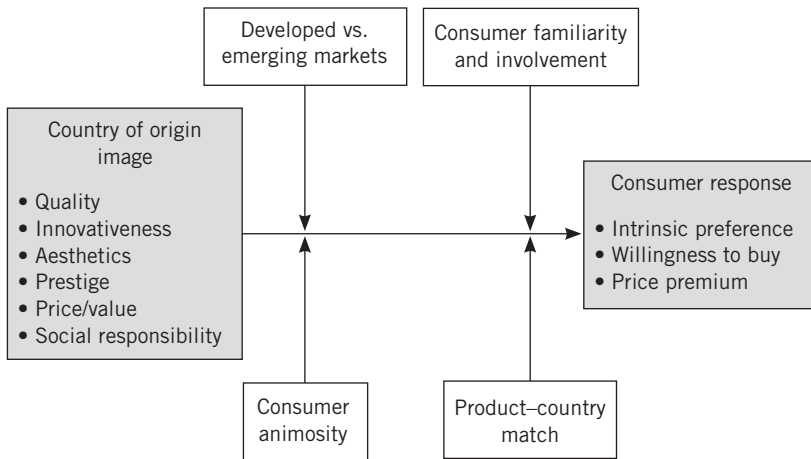 Developed vs.
emerging markets
Consumer familiarity
and involvement
Country of origin
image
• Quality
• Innovativeness
• Aesthetics
• Prestige
• Price/value
• Social responsibility
Consumer response
• Intrinsic preference
• Willingness to buy
• Price premium
Consumer
animosity
Product–country
match